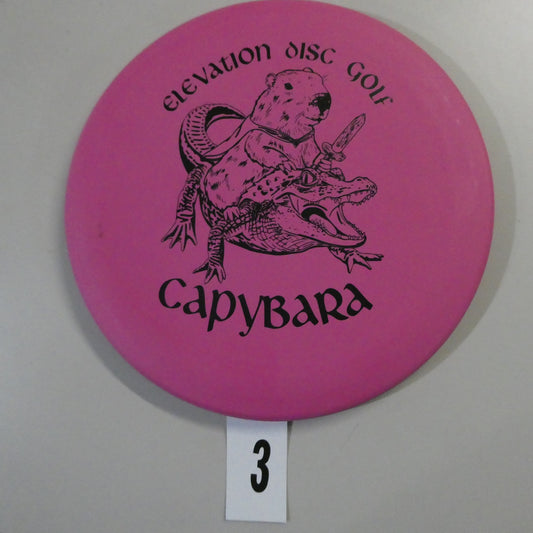 ELEVATION DISC GOLF
CAPYBARA
3